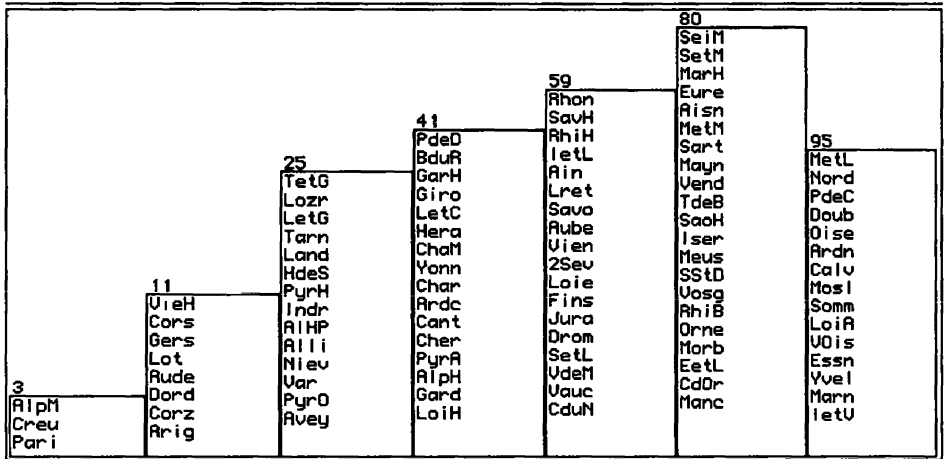 3
AlpM
Creu
Pari
11
VieH
Cors
Gers
Lot
Aude
Dord
Corz
Arig
25
TetG
Lozr
LetG
Tarn
Land
HdeS
PyrH
Indr
AlHP
Alli
Niev
Var
PyrO
Avey
41
PdeD
BduR
GarH
Giro
LetC
Hera
ChaM
Yonn
Char
Ardc
Cant
Cher
PyrA
AlpH
Gard
LoiH
59
Rhon
SavH
RhiH
IetL
Ain
Lret
Savo
Aube
Vien
2Sev
Loie
Fins
Jura
Drom
SetL
VdeM
Vauc
CduN
80
SeiM
SetM
MarH
Eure
Aisn
MetM
Sart
Mayn
Vend
TdeB
SaoH
Iser
Meus
SStD
Vosg
RhiB
Orne
Morb
EetL
CdOr
Manc
95
MetL
Nord
PdeC
Doub
Oise
Ardn
Calv
Mosl
Somm
LoiA
VOis
Essn
Yvel
Marn
IetV